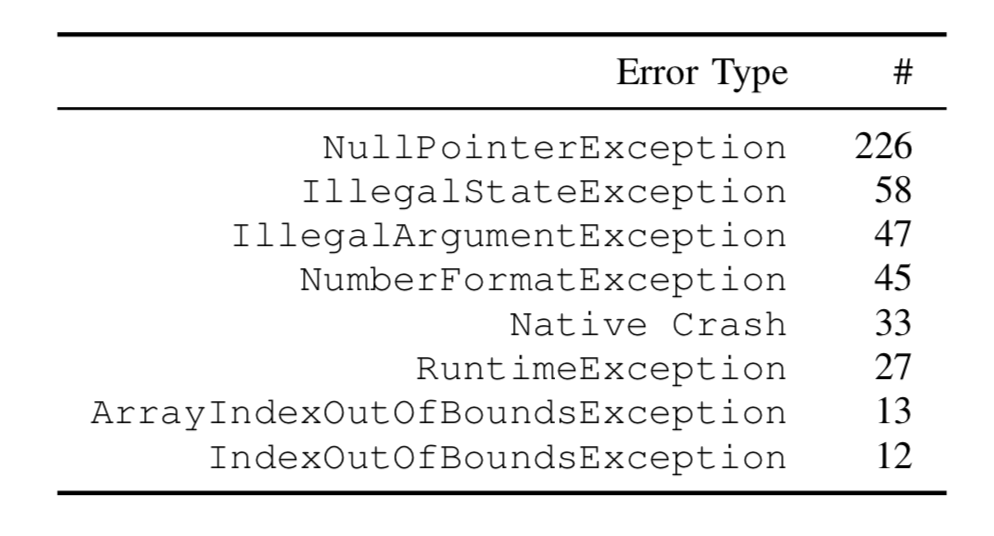 Error Type #
NullPointerException 226
IllegalStateException 58
IllegalArgumentException 47
NumberFormatException 45
Native Crash 33
RuntimeException 27
ArrayIndexOutOfBoundsException 13
IndexOutOfBoundsException 12